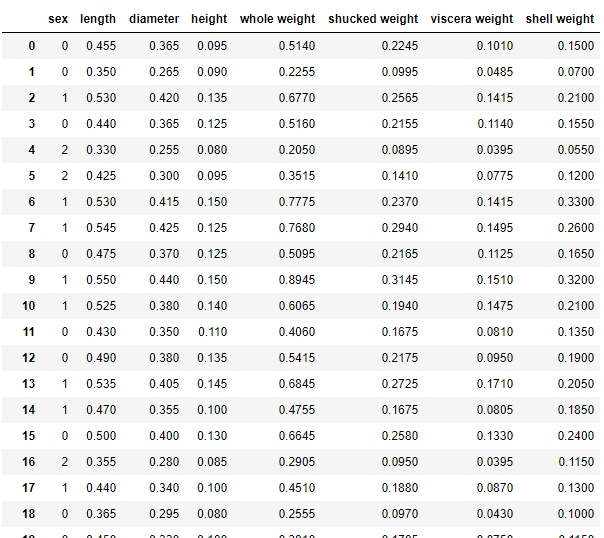 sex length diameter height whole weight shucked weight viscera weight shell weight
0 0 0.455 0.365 0.095 0.5140 0.2245 0.1010 0.1500
1 0 0.350 0.265 0.090 0.2255 0.0995 0.0485 0.0700
2 1 0.530 0.420 0.135 0.6770 0.2565 0.1415 0.2100
3 0 0.440 0.365 0.125 0.5160 0.2155 0.1140 0.1550
4 2 0.330 0.255 0.080 0.2050 0.0895 0.0395 0.0550
5 2 0.425 0.300 0.095 0.3515 0.1410 0.0775 0.1200
6 1 0.530 0.415 0.150 0.7775 0.2370 0.1415 0.3300
7 1 0.545 0.425 0.125 0.7680 0.2940 0.1495 0.2600
8 0 0.475 0.370 0.125 0.5095 0.2165 0.1125 0.1650
9 1 0.550 0.440 0.150 0.8945 0.3145 0.1510 0.3200
10 1 0.525 0.380 0.140 0.6065 0.1940 0.1475 0.2100
11 0 0.430 0.350 0.110 0.4060 0.1675 0.0810 0.1350
12 0 0.490 0.380 0.135 0.5415 0.2175 0.0950 0.1900
13 1 0.535 0.405 0.145 0.6845 0.2725 0.1710 0.2050
14 1 0.470 0.355 0.100 0.4755 0.1675 0.0805 0.1850
15 0 0.500 0.400 0.130 0.6645 0.2580 0.1330 0.2400
16 2 0.355 0.280 0.085 0.2905 0.0950 0.0395 0.1150
17 1 0.440 0.340 0.100 0.4510 0.1880 0.0870 0.1300
18 0 0.365 0.295 0.080 0.2555 0.0970 0.0430 0.1000